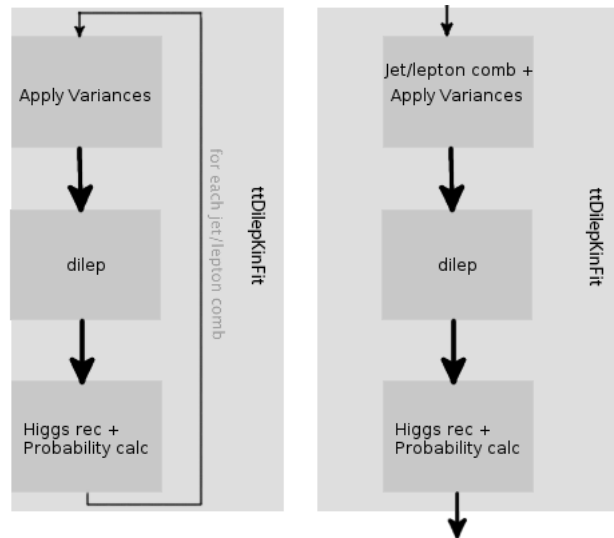 Apply Variances
dilep
Higgs rec +
Probability calc
for each jet/lepton comb
ttDilepKinFit
Jet/lepton comb +
Apply Variances
dilep
Higgs rec +
Probability calc
ttDilepKinFit